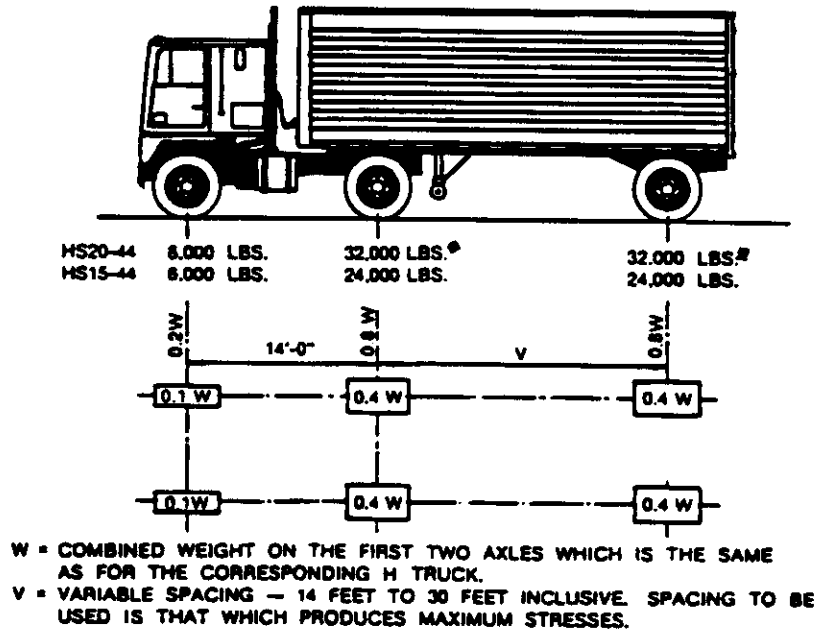 HS20-44 8,000 LBS. 32,000 LBS.* 32,000 LBS.*
HS15-44 6,000 LBS. 24,000 LBS. 24,000 LBS.
0.2W 0.8 W 0.8W
14'-0" V
0.1 W 0.4 W 0.4 W
0.1W 0.4 W 0.4 W
W = COMBINED WEIGHT ON THE FIRST TWO AXLES WHICH IS THE SAME
AS FOR THE CORRESPONDING H TRUCK.
V = VARIABLE SPACING — 14 FEET TO 30 FEET INCLUSIVE. SPACING TO BE
USED IS THAT WHICH PRODUCES MAXIMUM STRESSES.